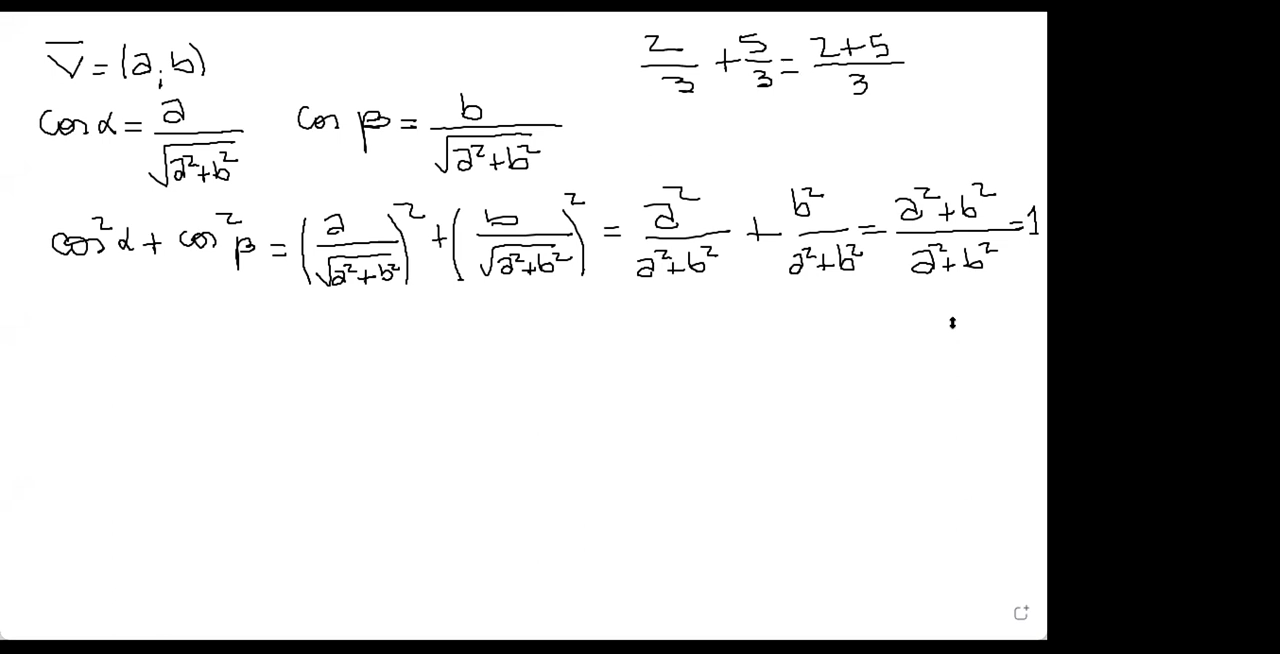 V̅ = (a; b)
2/3 + 5/3 = (2+5)/3
cos α = a/√(a²+b²)  cos β = b/√(a²+b²)
cos²α + cos²β = (a/√(a²+b²))² + (b/√(a²+b²))² = a²/(a²+b²) + b²/(a²+b²) = (a²+b²)/(a²+b²) = 1